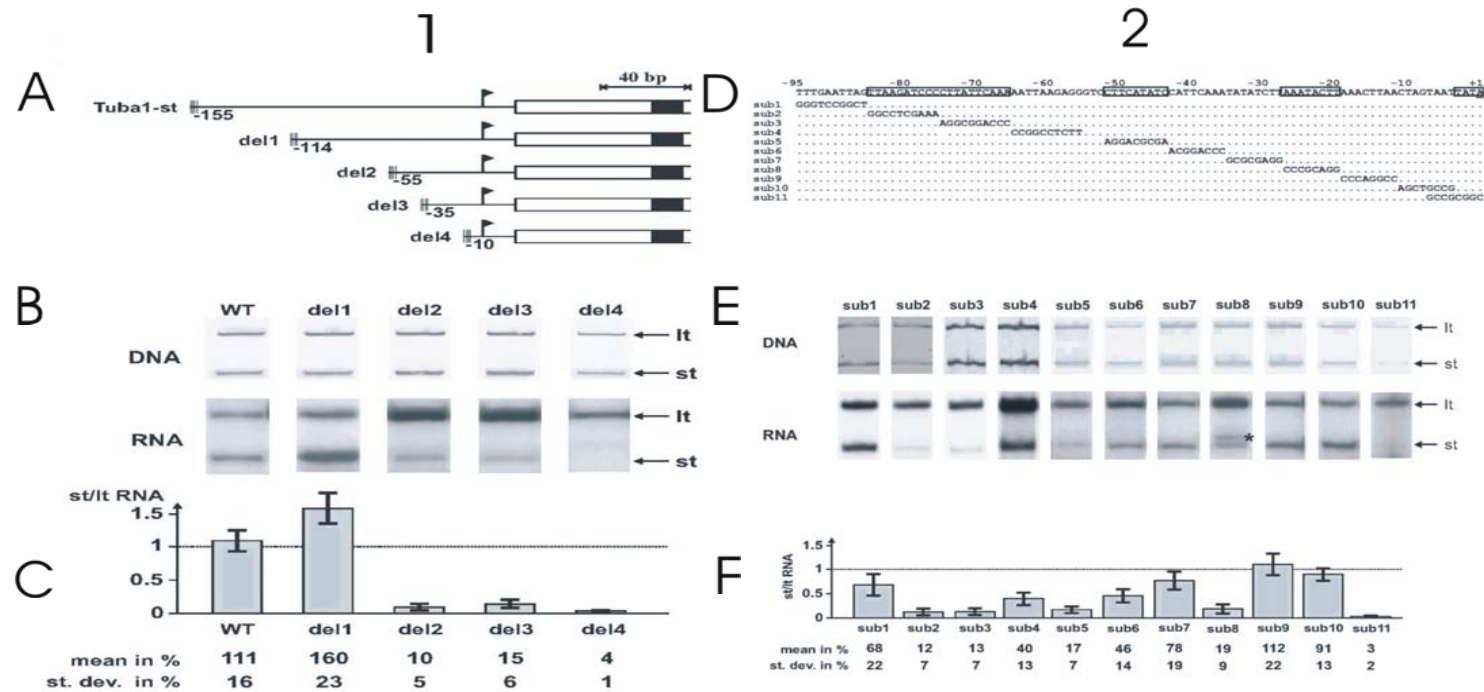 1
2
A
40 bp
Tuba1-st
-155
del1
-114
del2
-55
del3
-35
del4
-10
D
-95 -80 -70 -60 -50 -40 -30 -20 -10 +1
TTTGAATTAGTTAAGATCCCCTTATTCAAAAATTAAGAGGGTCCTTCATATGCATTCAAATATATCTTAAATACTTAAACTTAACTAGTAATTATA
sub1 GGGTCCGGCT
sub2 GGCCTCGAAA
sub3 AGGCGGACCC
sub4 CCGGCCTCTT
sub5 AGGACGCGA
sub6 ACGGACCC
sub7 GCGCGAGG
sub8 CCCGCAGG
sub9 CCCAGGCC
sub10 AGCTGCCG
sub11 GCCGCGGC
B
WT del1 del2 del3 del4
DNA
lt
st
RNA
lt
st
E
sub1 sub2 sub3 sub4 sub5 sub6 sub7 sub8 sub9 sub10 sub11
DNA
lt
st
RNA
lt
*
st
C
st/lt RNA
1.5
1
0.5
0
WT del1 del2 del3 del4
mean in % 111 160 10 15 4
st. dev. in % 16 23 5 6 1
F
st/lt RNA
1.5
1
0.5
0
sub1 sub2 sub3 sub4 sub5 sub6 sub7 sub8 sub9 sub10 sub11
mean in % 68 12 13 40 17 46 78 19 112 91 3
st. dev. in % 22 7 7 13 7 14 19 9 22 13 2